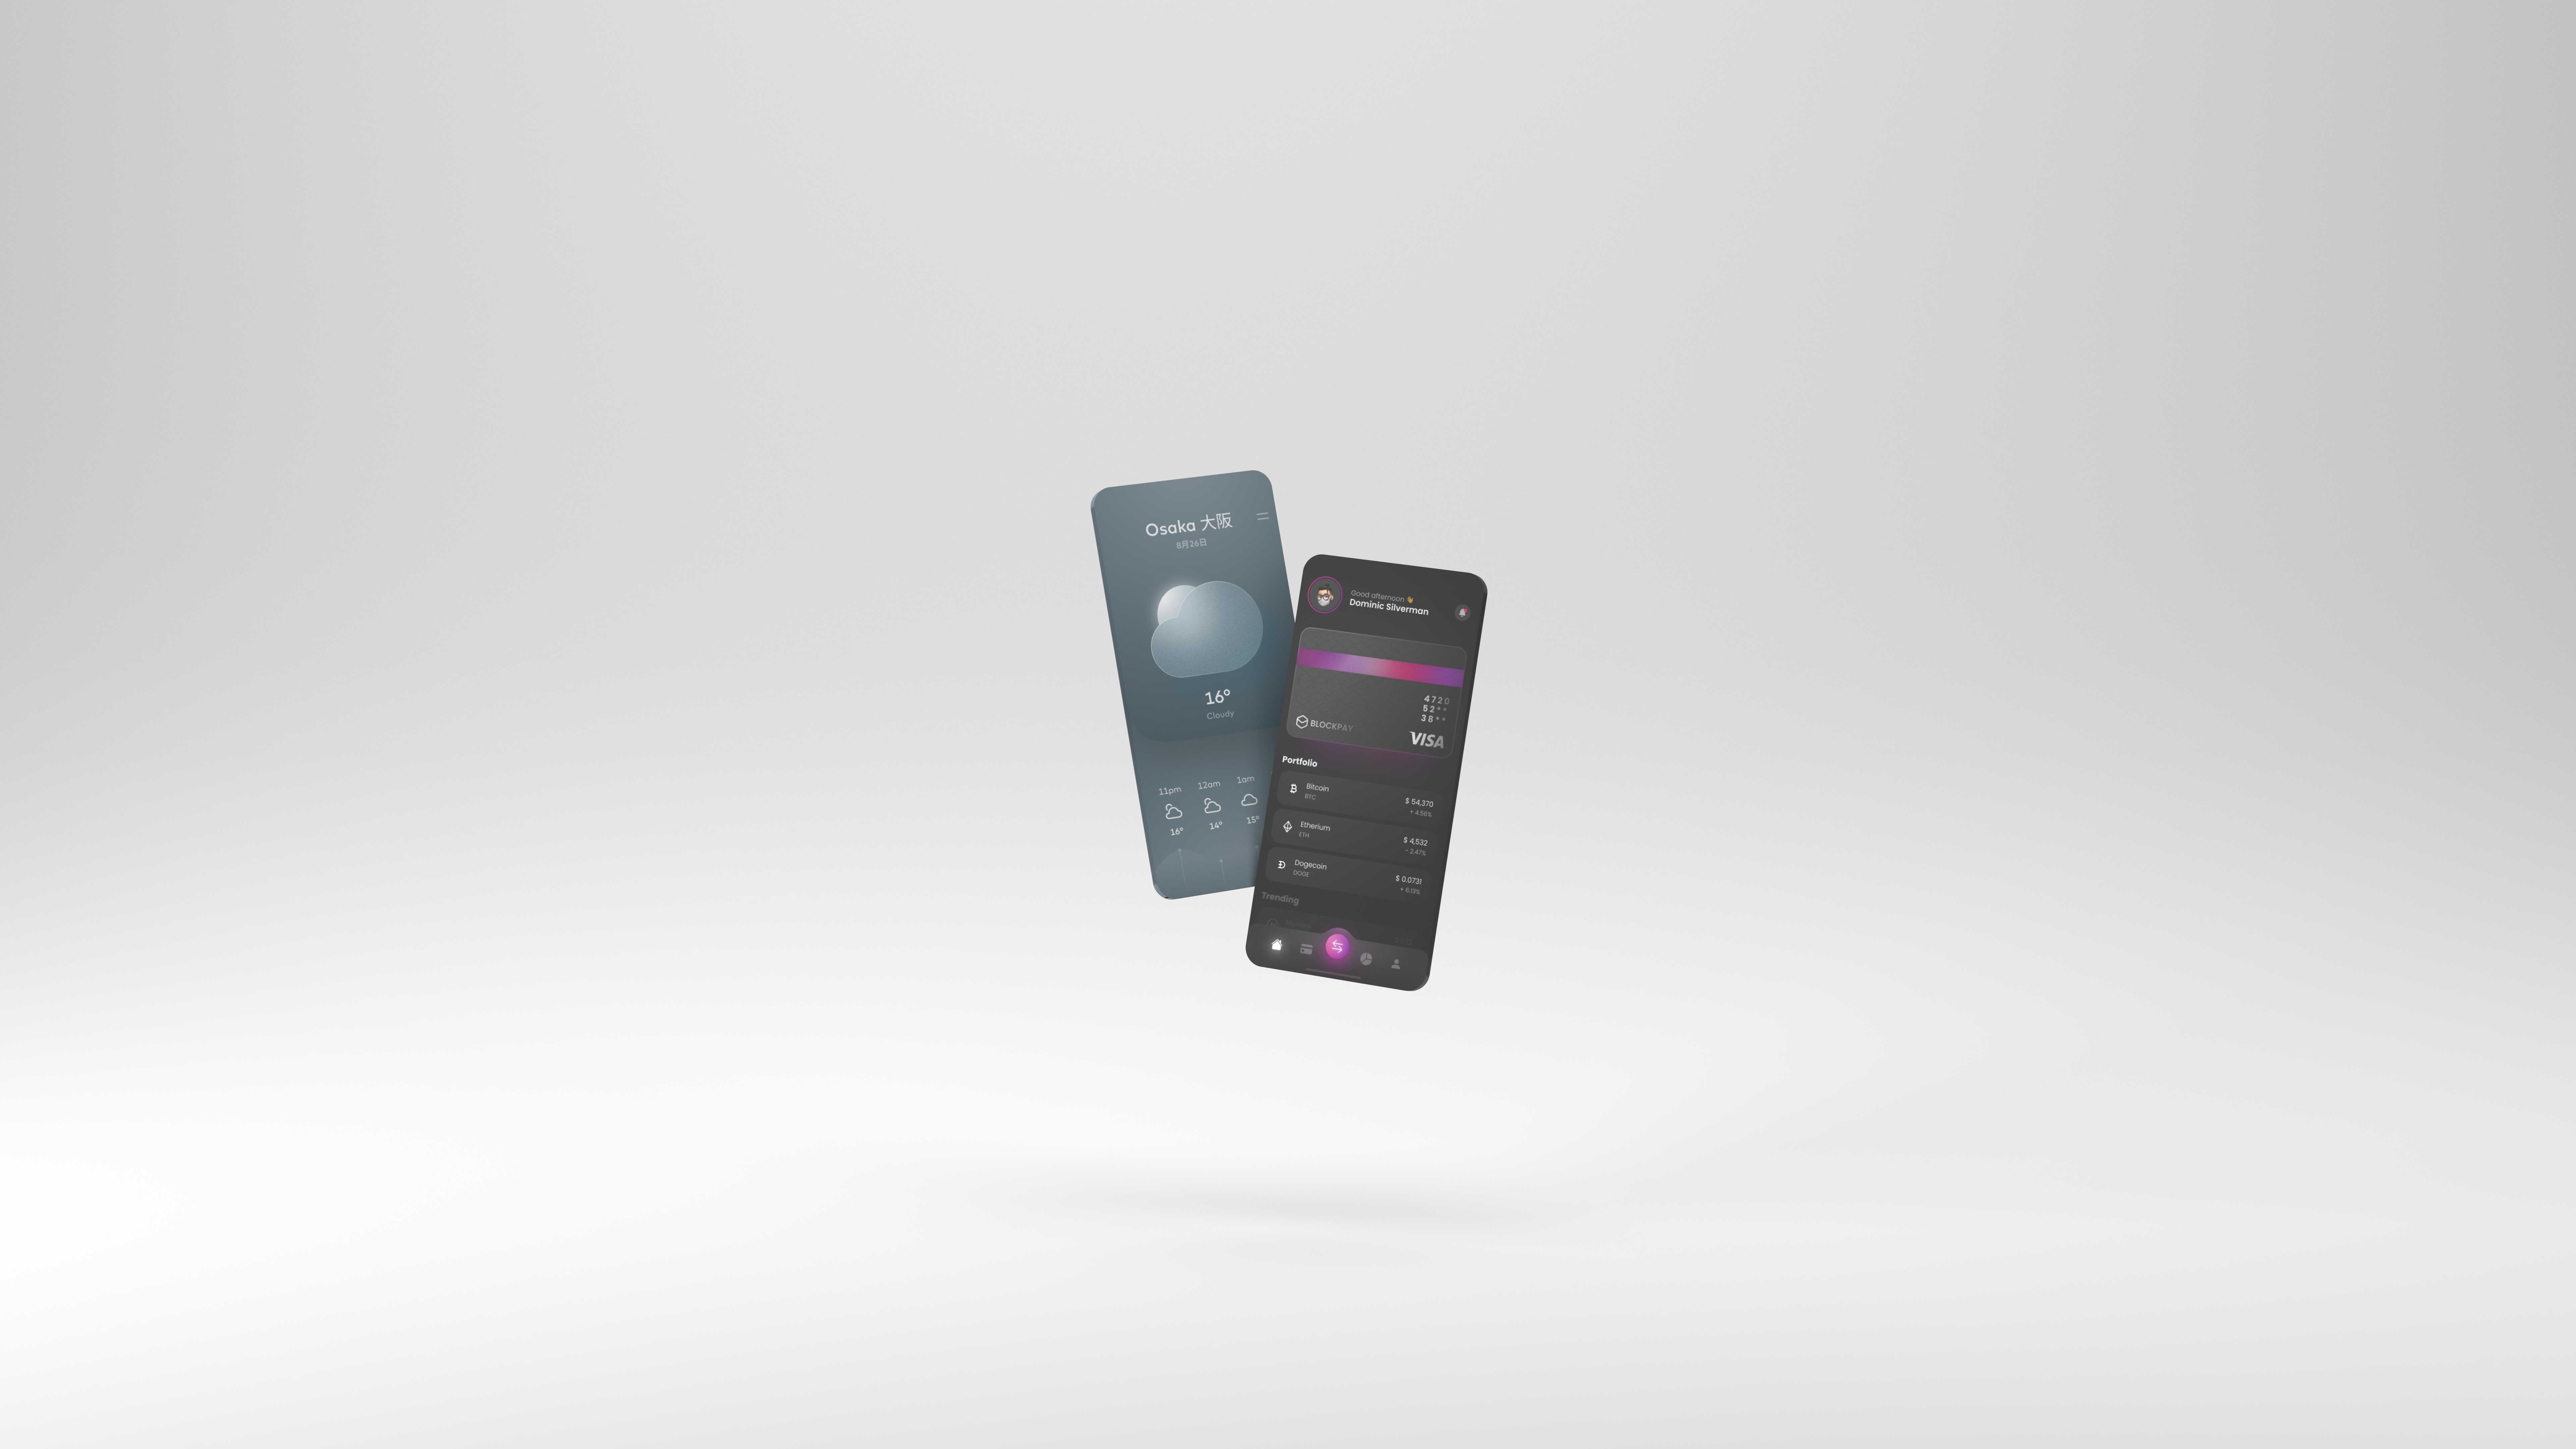 Osaka 大阪
8月26日
16°
Cloudy
11pm 12am 1am
16° 14° 15°
Good afternoon 👋
Dominic Silverman
4720
52**
38**
BLOCKPAY
VISA
Portfolio
Bitcoin $ 54,370
BTC + 4.56%
Etherium $ 4,532
ETH - 2.47%
Dogecoin $ 0.0731
DOGE + 6.13%
Trending